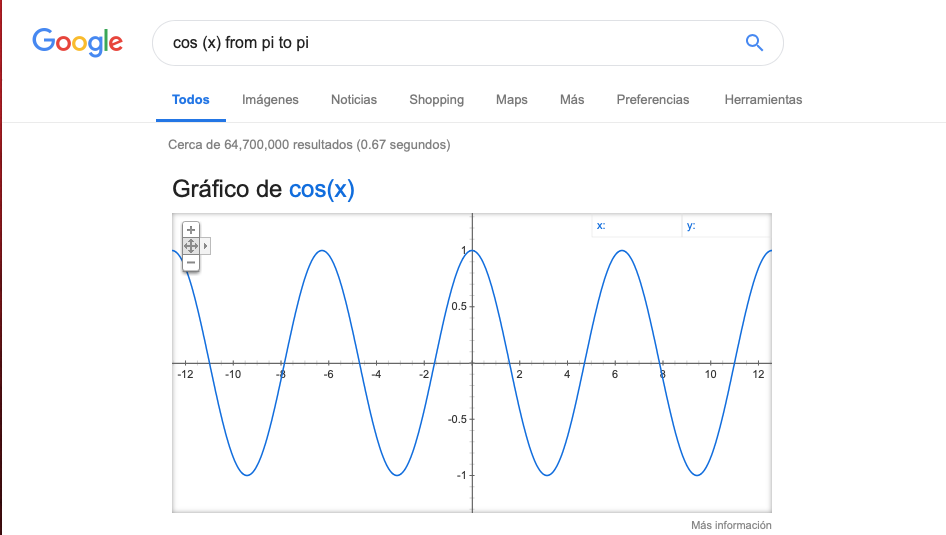 Google
cos (x) from pi to pi
Todos Imágenes Noticias Shopping Maps Más Preferencias Herramientas
Cerca de 64,700,000 resultados (0.67 segundos)
Gráfico de cos(x)
x: y:
1
0.5
-12 -10 -8 -6 -4 -2 2 4 6 8 10 12
-0.5
-1
Más información